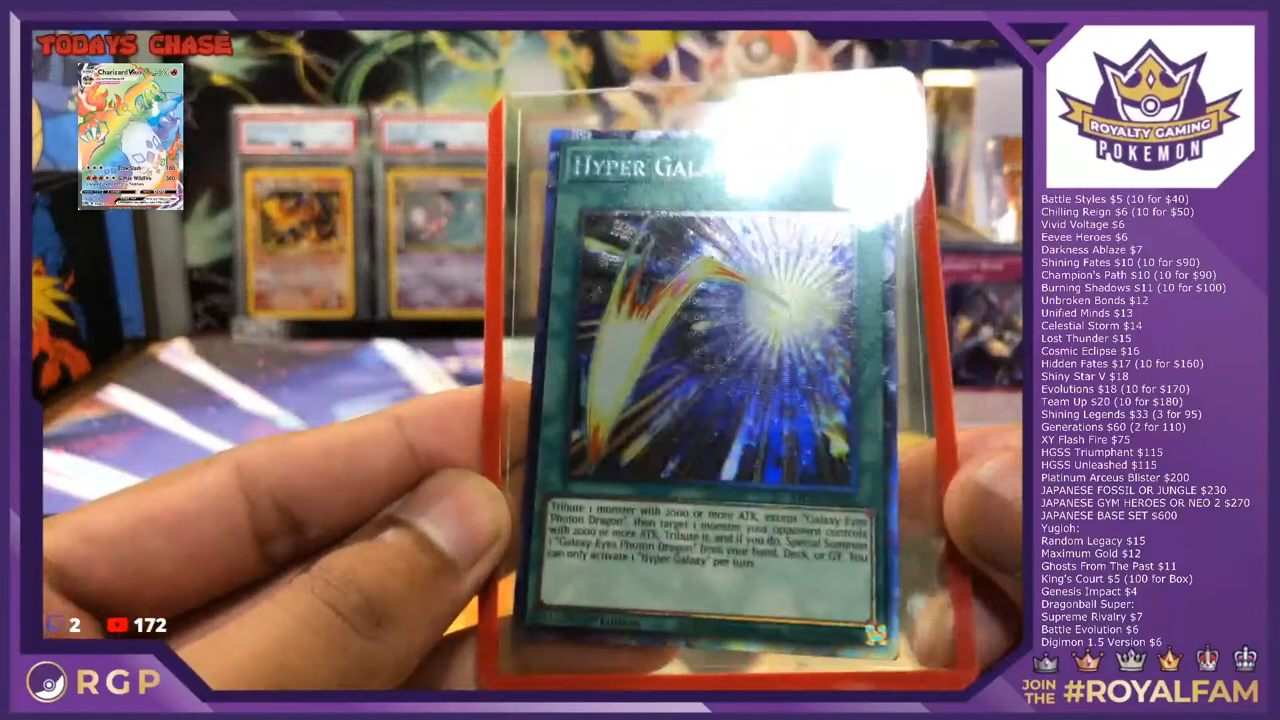 TODAYS CHASE
Charizard
ROYALTY GAMING
POKEMON
HYPER GALA
Tribute 1 monster with 2000 or more ATK, except "Galaxy-Eyes
Photon Dragon", then target 1 monster your opponent controls
with 2000 or more ATK; Tribute it, and if you do, Special Summon
1 "Galaxy-Eyes Photon Dragon" from your hand, Deck, or GY. You
can only activate 1 "Hyper Galaxy" per turn.
Edition
Battle Styles $5 (10 for $40)
Chilling Reign $6 (10 for $50)
Vivid Voltage $6
Eevee Heroes $6
Darkness Ablaze $7
Shining Fates $10 (10 for $90)
Champion's Path $10 (10 for $90)
Burning Shadows $11 (10 for $100)
Unbroken Bonds $12
Unified Minds $13
Celestial Storm $14
Lost Thunder $15
Cosmic Eclipse $16
Hidden Fates $17 (10 for $160)
Shiny Star V $18
Evolutions $18 (10 for $170)
Team Up $20 (10 for $180)
Shining Legends $33 (3 for 95)
Generations $60 (2 for 110)
XY Flash Fire $75
HGSS Triumphant $115
HGSS Unleashed $115
Platinum Arceus Blister $200
JAPANESE FOSSIL OR JUNGLE $230
JAPANESE GYM HEROES OR NEO 2 $270
JAPANESE BASE SET $600
Yugioh:
Random Legacy $15
Maximum Gold $12
Ghosts From The Past $11
King's Court $5 (100 for Box)
Genesis Impact $4
Dragonball Super:
Supreme Rivalry $7
Battle Evolution $6
Digimon 1.5 Version $6
2 172
RGP
JOIN
THE #ROYALFAM